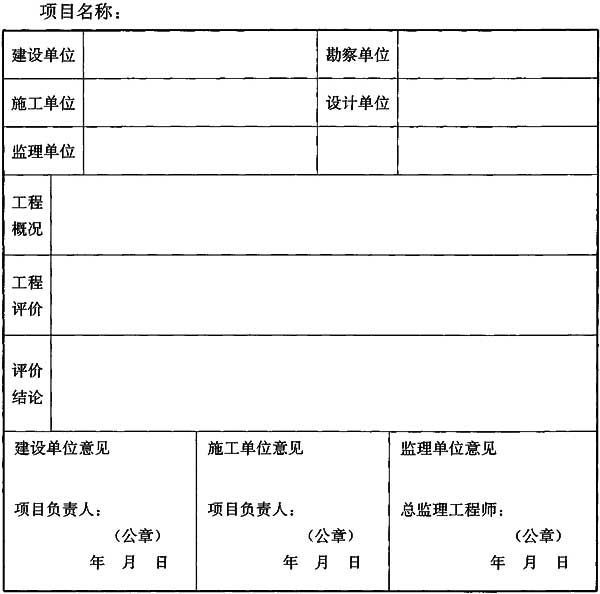 项目名称：
建设单位 勘察单位
施工单位 设计单位
监理单位
工程
概况
工程
评价
评价
结论
建设单位意见 施工单位意见 监理单位意见
项目负责人： 项目负责人： 总监理工程师：
（公章） （公章） （公章）
年 月 日 年 月 日 年 月 日